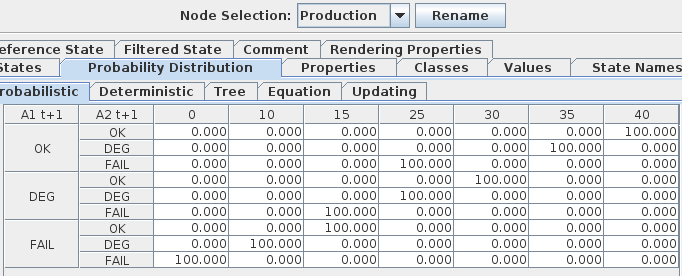 Node Selection: Production Rename
eference State Filtered State Comment Rendering Properties
States Probability Distribution Properties Classes Values State Names
robabilistic Deterministic Tree Equation Updating
A1 t+1 A2 t+1 0 10 15 25 30 35 40
OK OK 0.000 0.000 0.000 0.000 0.000 0.000 100.000
DEG 0.000 0.000 0.000 0.000 0.000 100.000 0.000
FAIL 0.000 0.000 0.000 100.000 0.000 0.000 0.000
DEG OK 0.000 0.000 0.000 0.000 100.000 0.000 0.000
DEG 0.000 0.000 0.000 100.000 0.000 0.000 0.000
FAIL 0.000 0.000 100.000 0.000 0.000 0.000 0.000
FAIL OK 0.000 0.000 100.000 0.000 0.000 0.000 0.000
DEG 0.000 100.000 0.000 0.000 0.000 0.000 0.000
FAIL 100.000 0.000 0.000 0.000 0.000 0.000 0.000